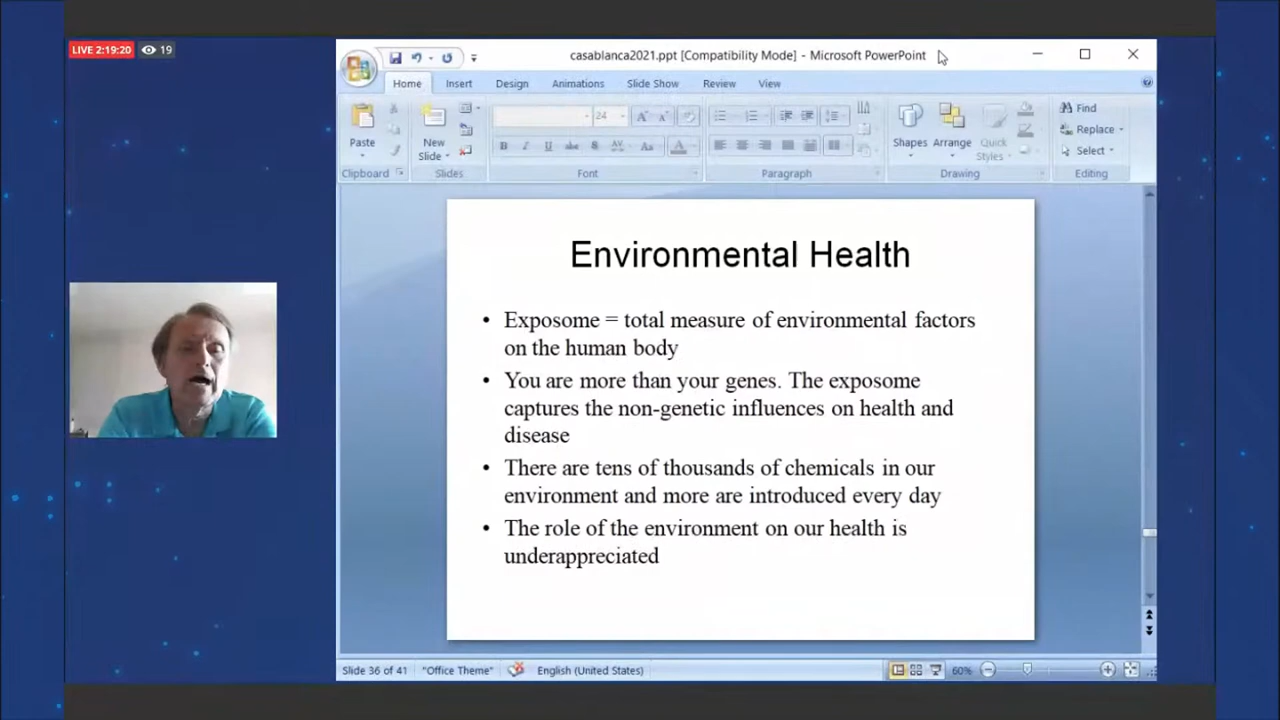 LIVE 2:19:20 19
casablanca2021.ppt [Compatibility Mode] - Microsoft PowerPoint
Home Insert Design Animations Slide Show Review View
Paste
New
Slide
24
B I U abc S AV Aa A
Shapes
Arrange
Quick
Styles
Find
Replace
Select
Clipboard Slides Font Paragraph Drawing Editing
Environmental Health
• Exposome = total measure of environmental factors
on the human body
• You are more than your genes. The exposome
captures the non-genetic influences on health and
disease
• There are tens of thousands of chemicals in our
environment and more are introduced every day
• The role of the environment on our health is
underappreciated
Slide 36 of 41 "Office Theme" English (United States) 60%